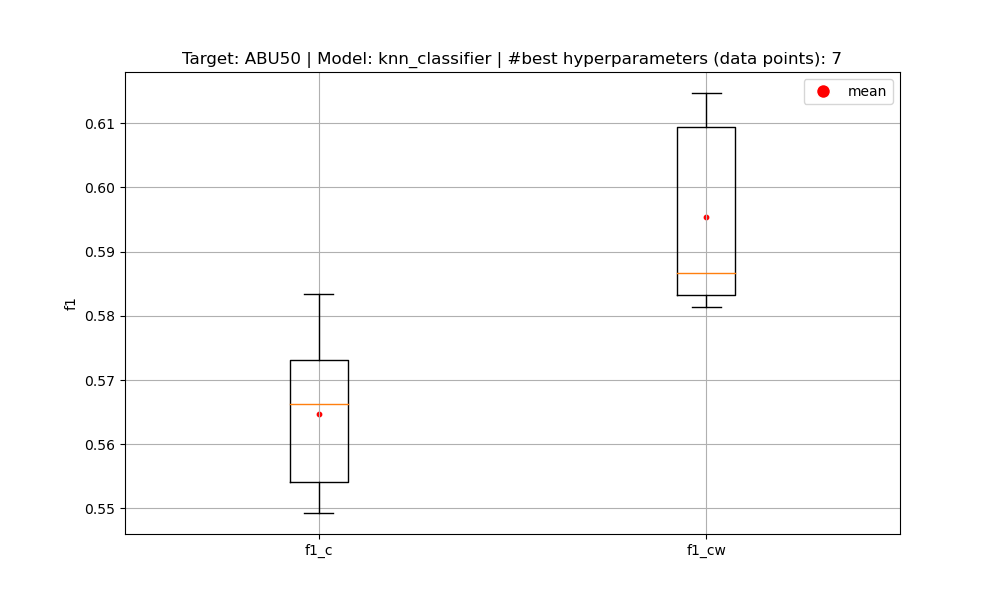 Target: ABU50 | Model: knn_classifier | #best hyperparameters (data points): 7
mean
0.61
0.60
0.59
0.58
0.57
0.56
0.55
f1
f1_c
f1_cw